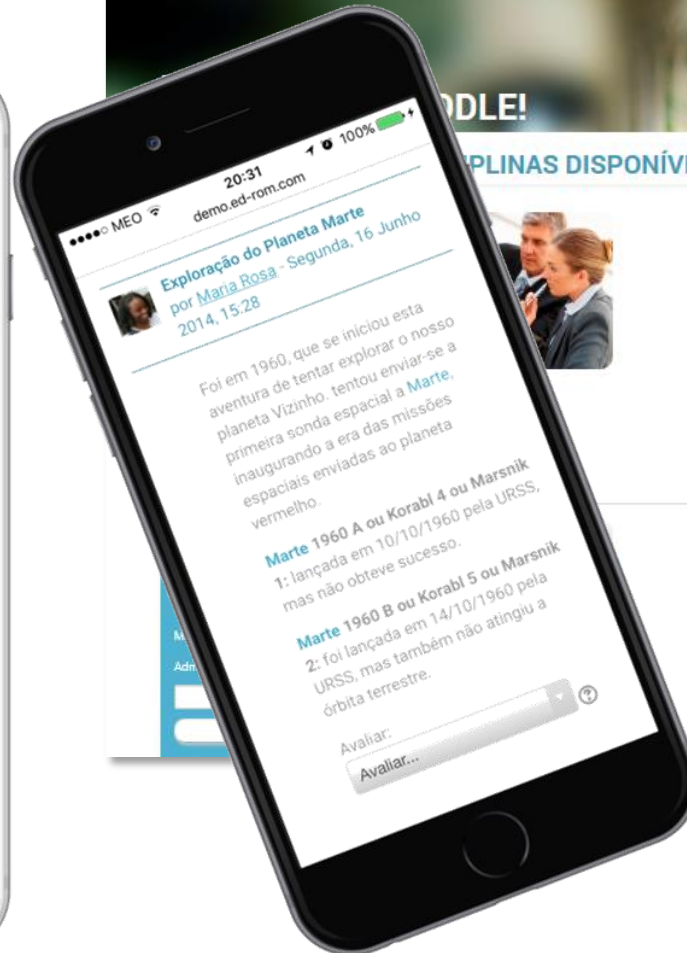 DDLE!
PLINAS DISPONÍV
MEO
20:31
100%
demo.ed-rom.com
Exploração do Planeta Marte
por Maria Rosa - Segunda, 16 Junho
2014, 15:28
Foi em 1960, que se iniciou esta
aventura de tentar explorar o nosso
planeta Vizinho. tentou enviar-se a
primeira sonda espacial a Marte,
inaugurando a era das missões
espaciais enviadas ao planeta
vermelho.
Marte 1960 A ou Korabl 4 ou Marsnik
1: lançada em 10/10/1960 pela URSS,
mas não obteve sucesso.
Marte 1960 B ou Korabl 5 ou Marsnik
2: foi lançada em 14/10/1960 pela
URSS, mas também não atingiu a
órbita terrestre.
Avaliar:
Avaliar...